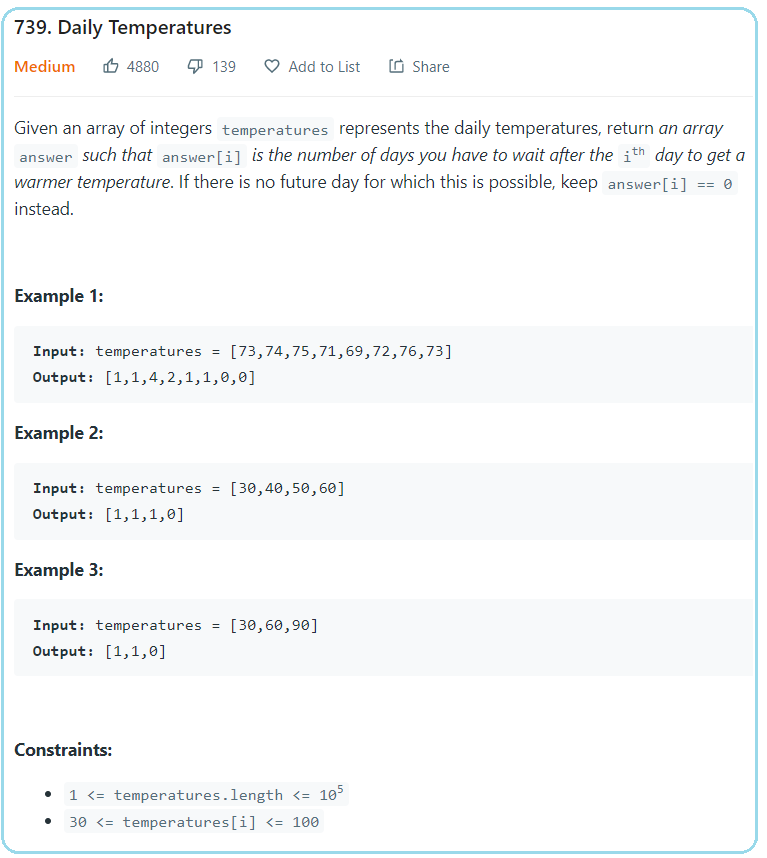 739. Daily Temperatures
Medium 4880 139 Add to List Share
Given an array of integers temperatures represents the daily temperatures, return an array
answer such that answer[i] is the number of days you have to wait after the ith day to get a
warmer temperature. If there is no future day for which this is possible, keep answer[i] == 0
instead.
Example 1:
Input: temperatures = [73,74,75,71,69,72,76,73]
Output: [1,1,4,2,1,1,0,0]
Example 2:
Input: temperatures = [30,40,50,60]
Output: [1,1,1,0]
Example 3:
Input: temperatures = [30,60,90]
Output: [1,1,0]
Constraints:
• 1 <= temperatures.length <= 10⁵
• 30 <= temperatures[i] <= 100